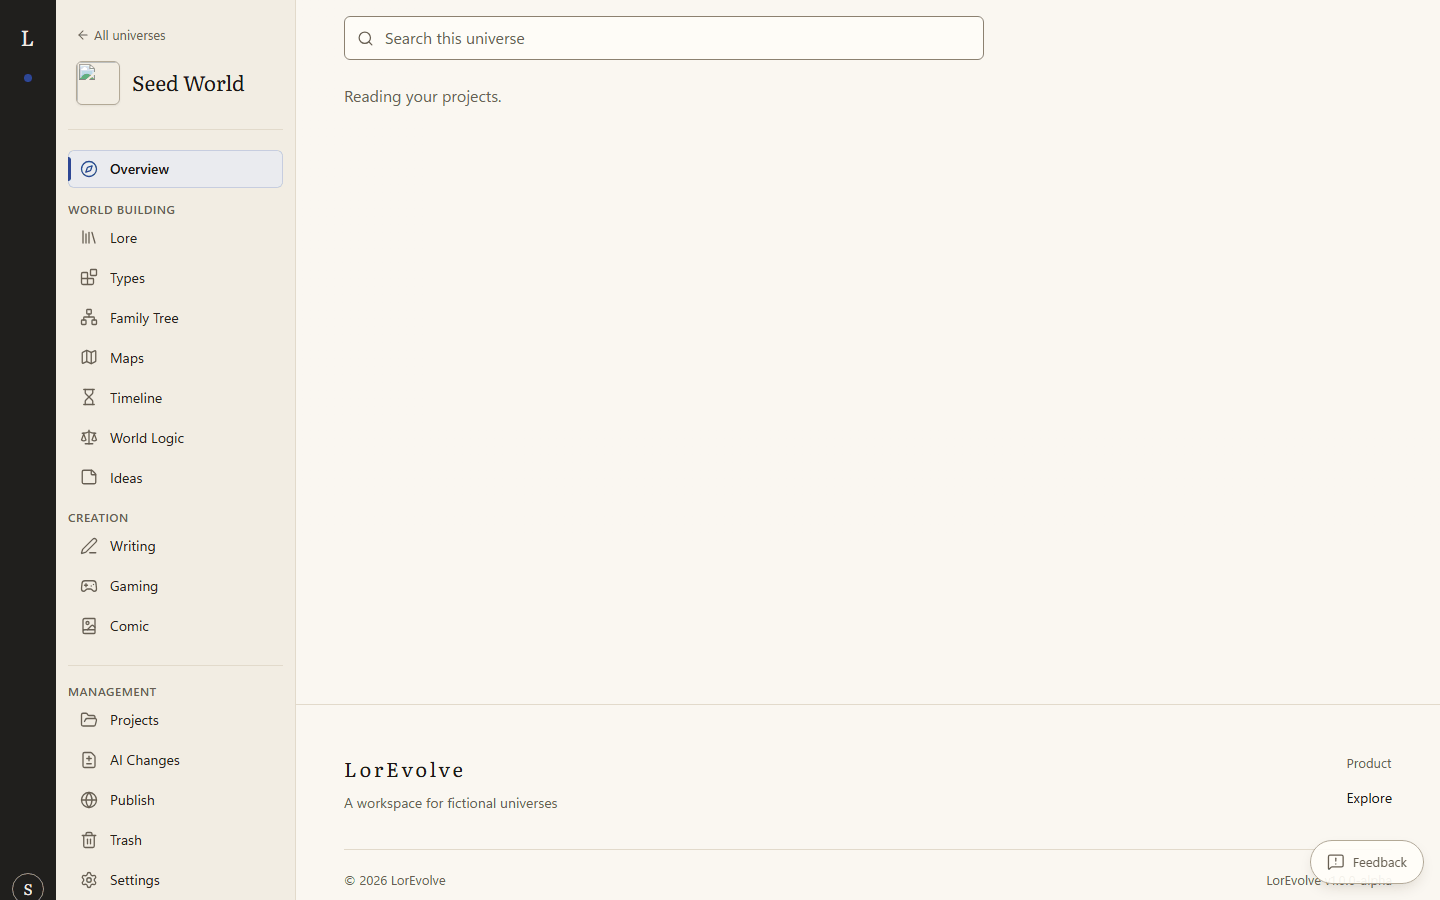 L
All universes
Seed World
Overview
WORLD BUILDING
Lore
Types
Family Tree
Maps
Timeline
World Logic
Ideas
CREATION
Writing
Gaming
Comic
MANAGEMENT
Projects
AI Changes
Publish
Trash
Settings
S
Search this universe
Reading your projects.
LorEvolve
A workspace for fictional universes
Product
Explore
© 2026 LorEvolve
LorEvolve
Feedback